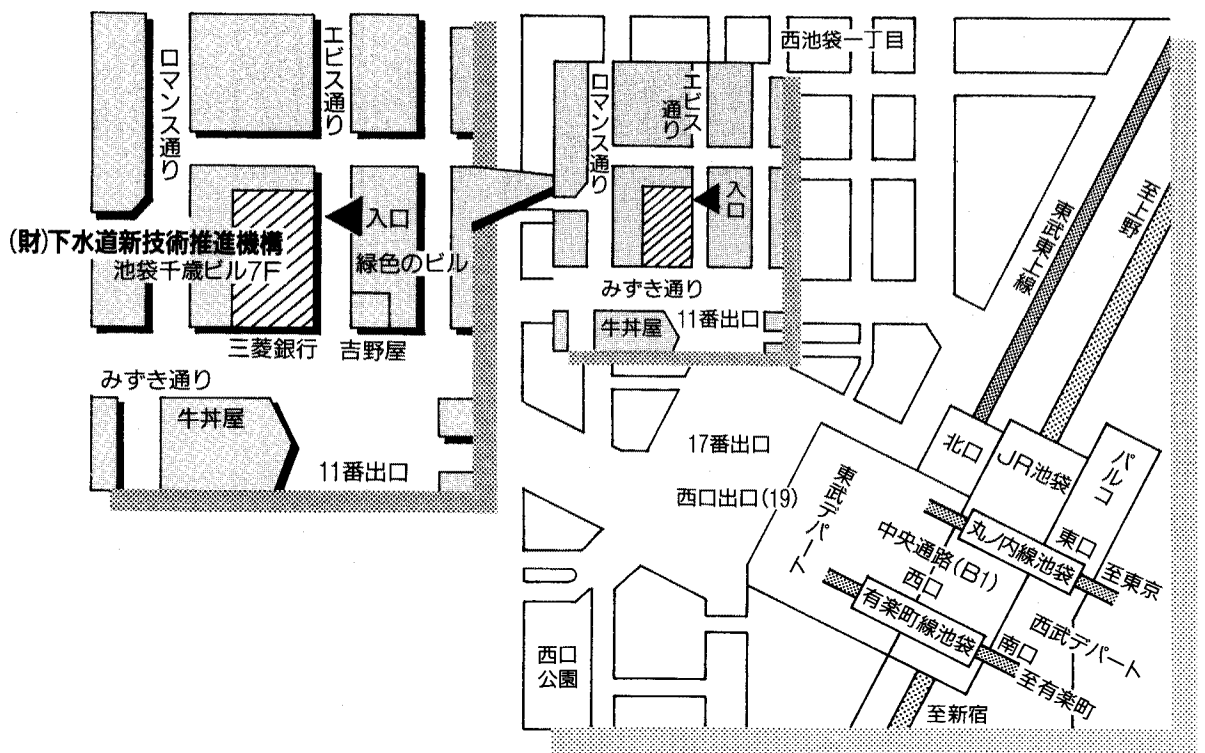 ロマンス通り
エビス通り
入口
(財)下水道新技術推進機構
池袋千歳ビル7F
緑色のビル
三菱銀行
吉野屋
みずき通り
牛丼屋
11番出口
西池袋一丁目
ロマンス通り
エビス
通り
入口
みずき通り
牛丼屋
11番出口
東武東上線
至上野
17番出口
西口出口(19)
東武デパート
北口
JR池袋
パルコ
中央通路(B1)
西口
丸ノ内線池袋
東口
至東京
有楽町線池袋
南口
西武デパート
至有楽町
至新宿
西口
公園